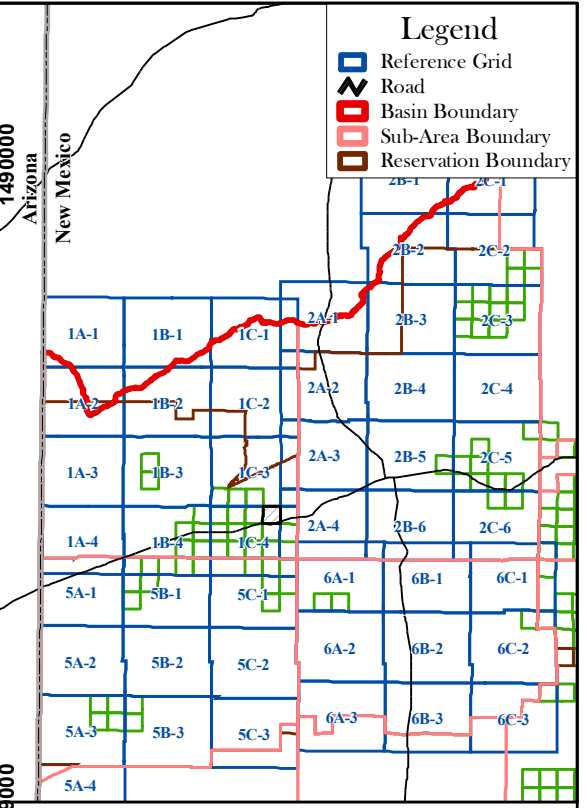 Legend
Reference Grid
Road
Basin Boundary
Sub-Area Boundary
Reservation Boundary
1490000
Arizona
New Mexico
2B-1
2C-1
2B-2
2C-2
2A-1
2B-3
2C-3
1A-1
1B-1
1C-1
2A-2
2B-4
2C-4
1A-2
1B-2
1C-2
2A-3
2B-5
2C-5
1A-3
1B-3
1C-3
2A-4
2B-6
2C-6
1A-4
1B-4
1C-4
6A-1
6B-1
6C-1
5A-1
5B-1
5C-1
6A-2
6B-2
6C-2
5A-2
5B-2
5C-2
6A-3
6B-3
6C-3
5A-3
5B-3
5C-3
5A-4